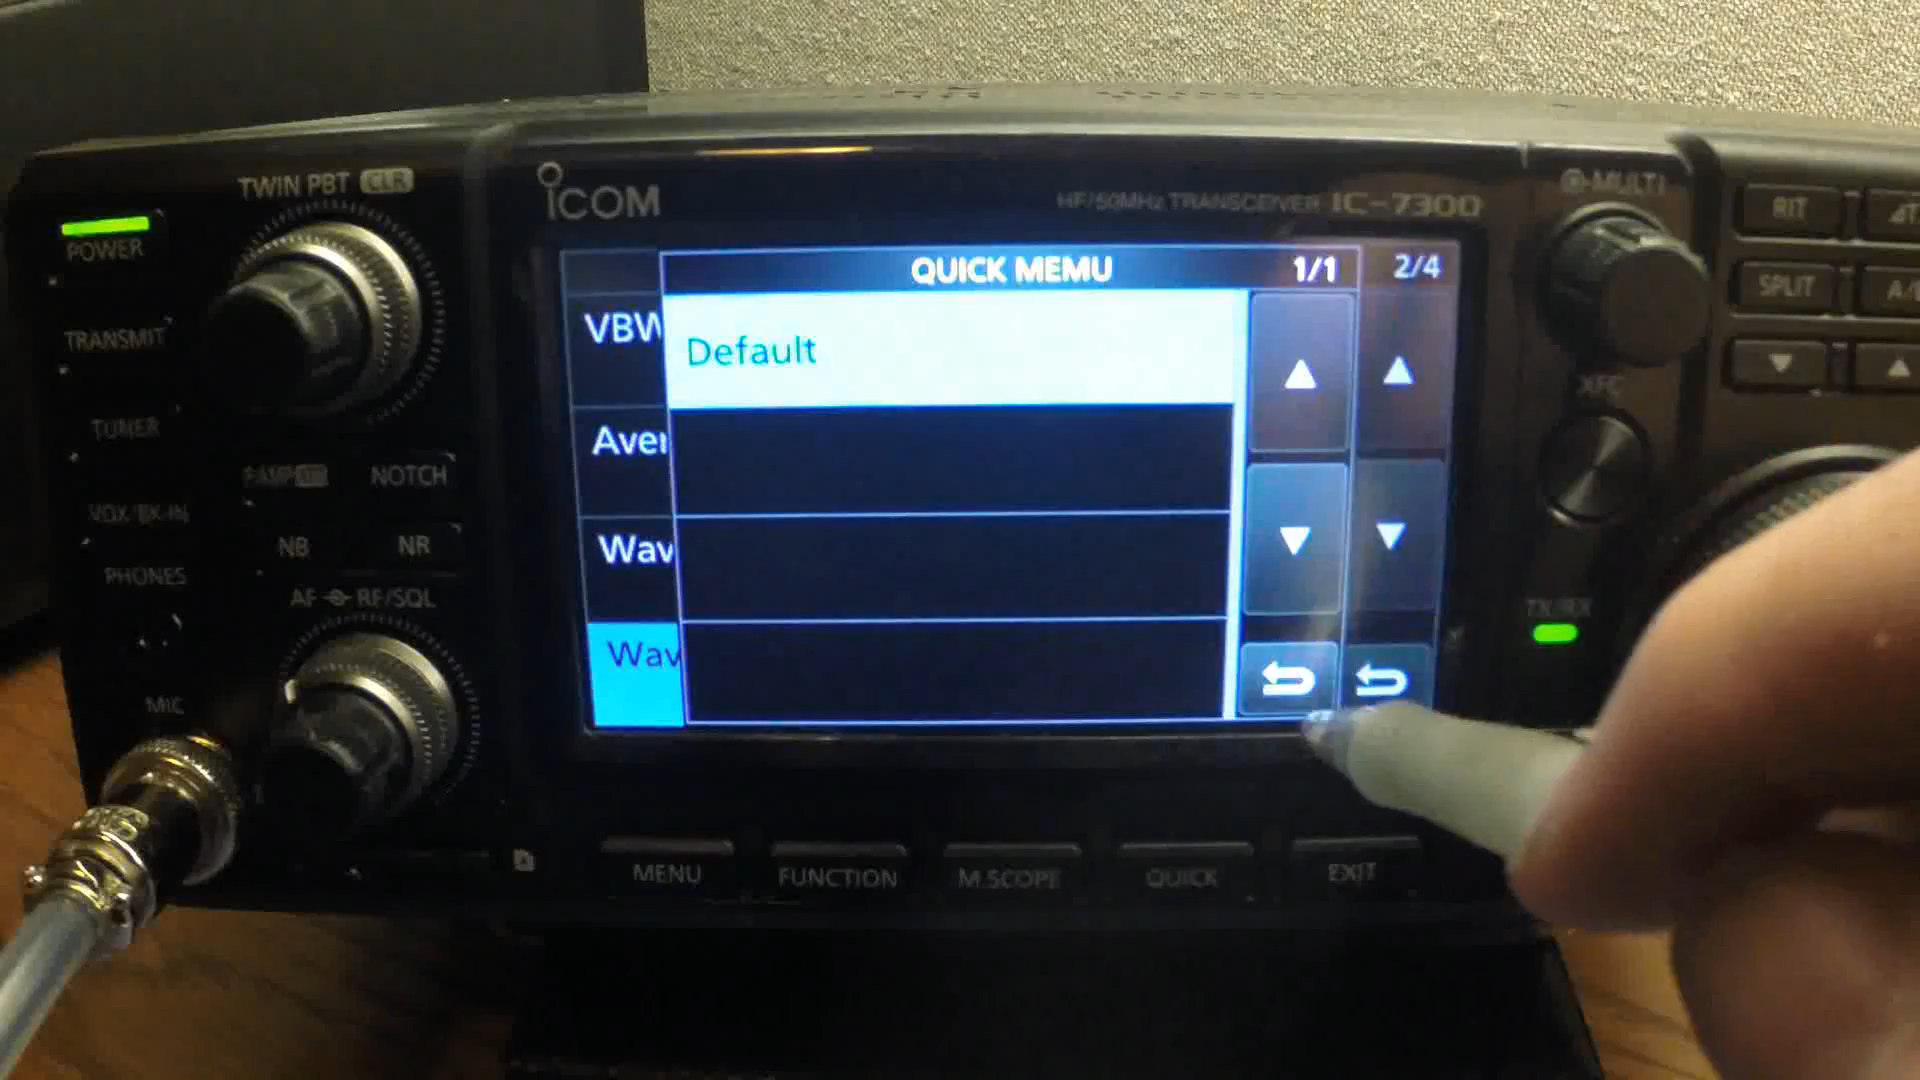 TWIN PBT CLR
ICOM
HF/50MHz TRANSCEIVER IC-7300
MULTI
POWER
TRANSMIT
TUNER
P.AMP ATT NOTCH
VOX/BK-IN
NB NR
PHONES
AF RF/SQL
MIC
QUICK MEMU 1/1 2/4
VBW
Default
Aver
Wav
Wav
RIT
SPLIT
XFC
TX/RX
MENU FUNCTION M.SCOPE QUICK EXIT